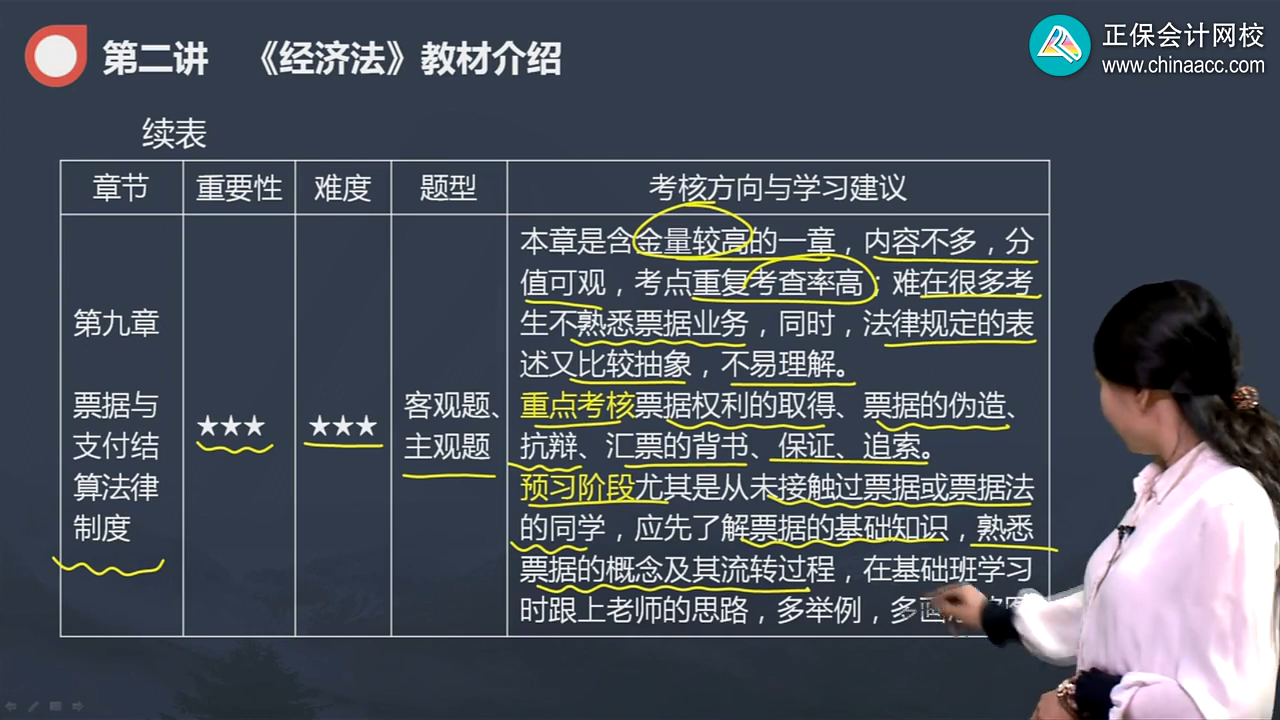 第二讲 《经济法》教材介绍
正保会计网校
www.chinaacc.com
续表
章节 重要性 难度 题型 考核方向与学习建议
第九章
票据与
支付结
算法律
制度
★★★
★★★
客观题、
主观题
本章是含金量较高的一章，内容不多，分
值可观，考点重复考查率高；难在很多考
生不熟悉票据业务，同时，法律规定的表
述又比较抽象，不易理解。
重点考核票据权利的取得、票据的伪造、
抗辩、汇票的背书、保证、追索。
预习阶段尤其是从未接触过票据或票据法
的同学，应先了解票据的基础知识，熟悉
票据的概念及其流转过程，在基础班学习
时跟上老师的思路，多举例，多画